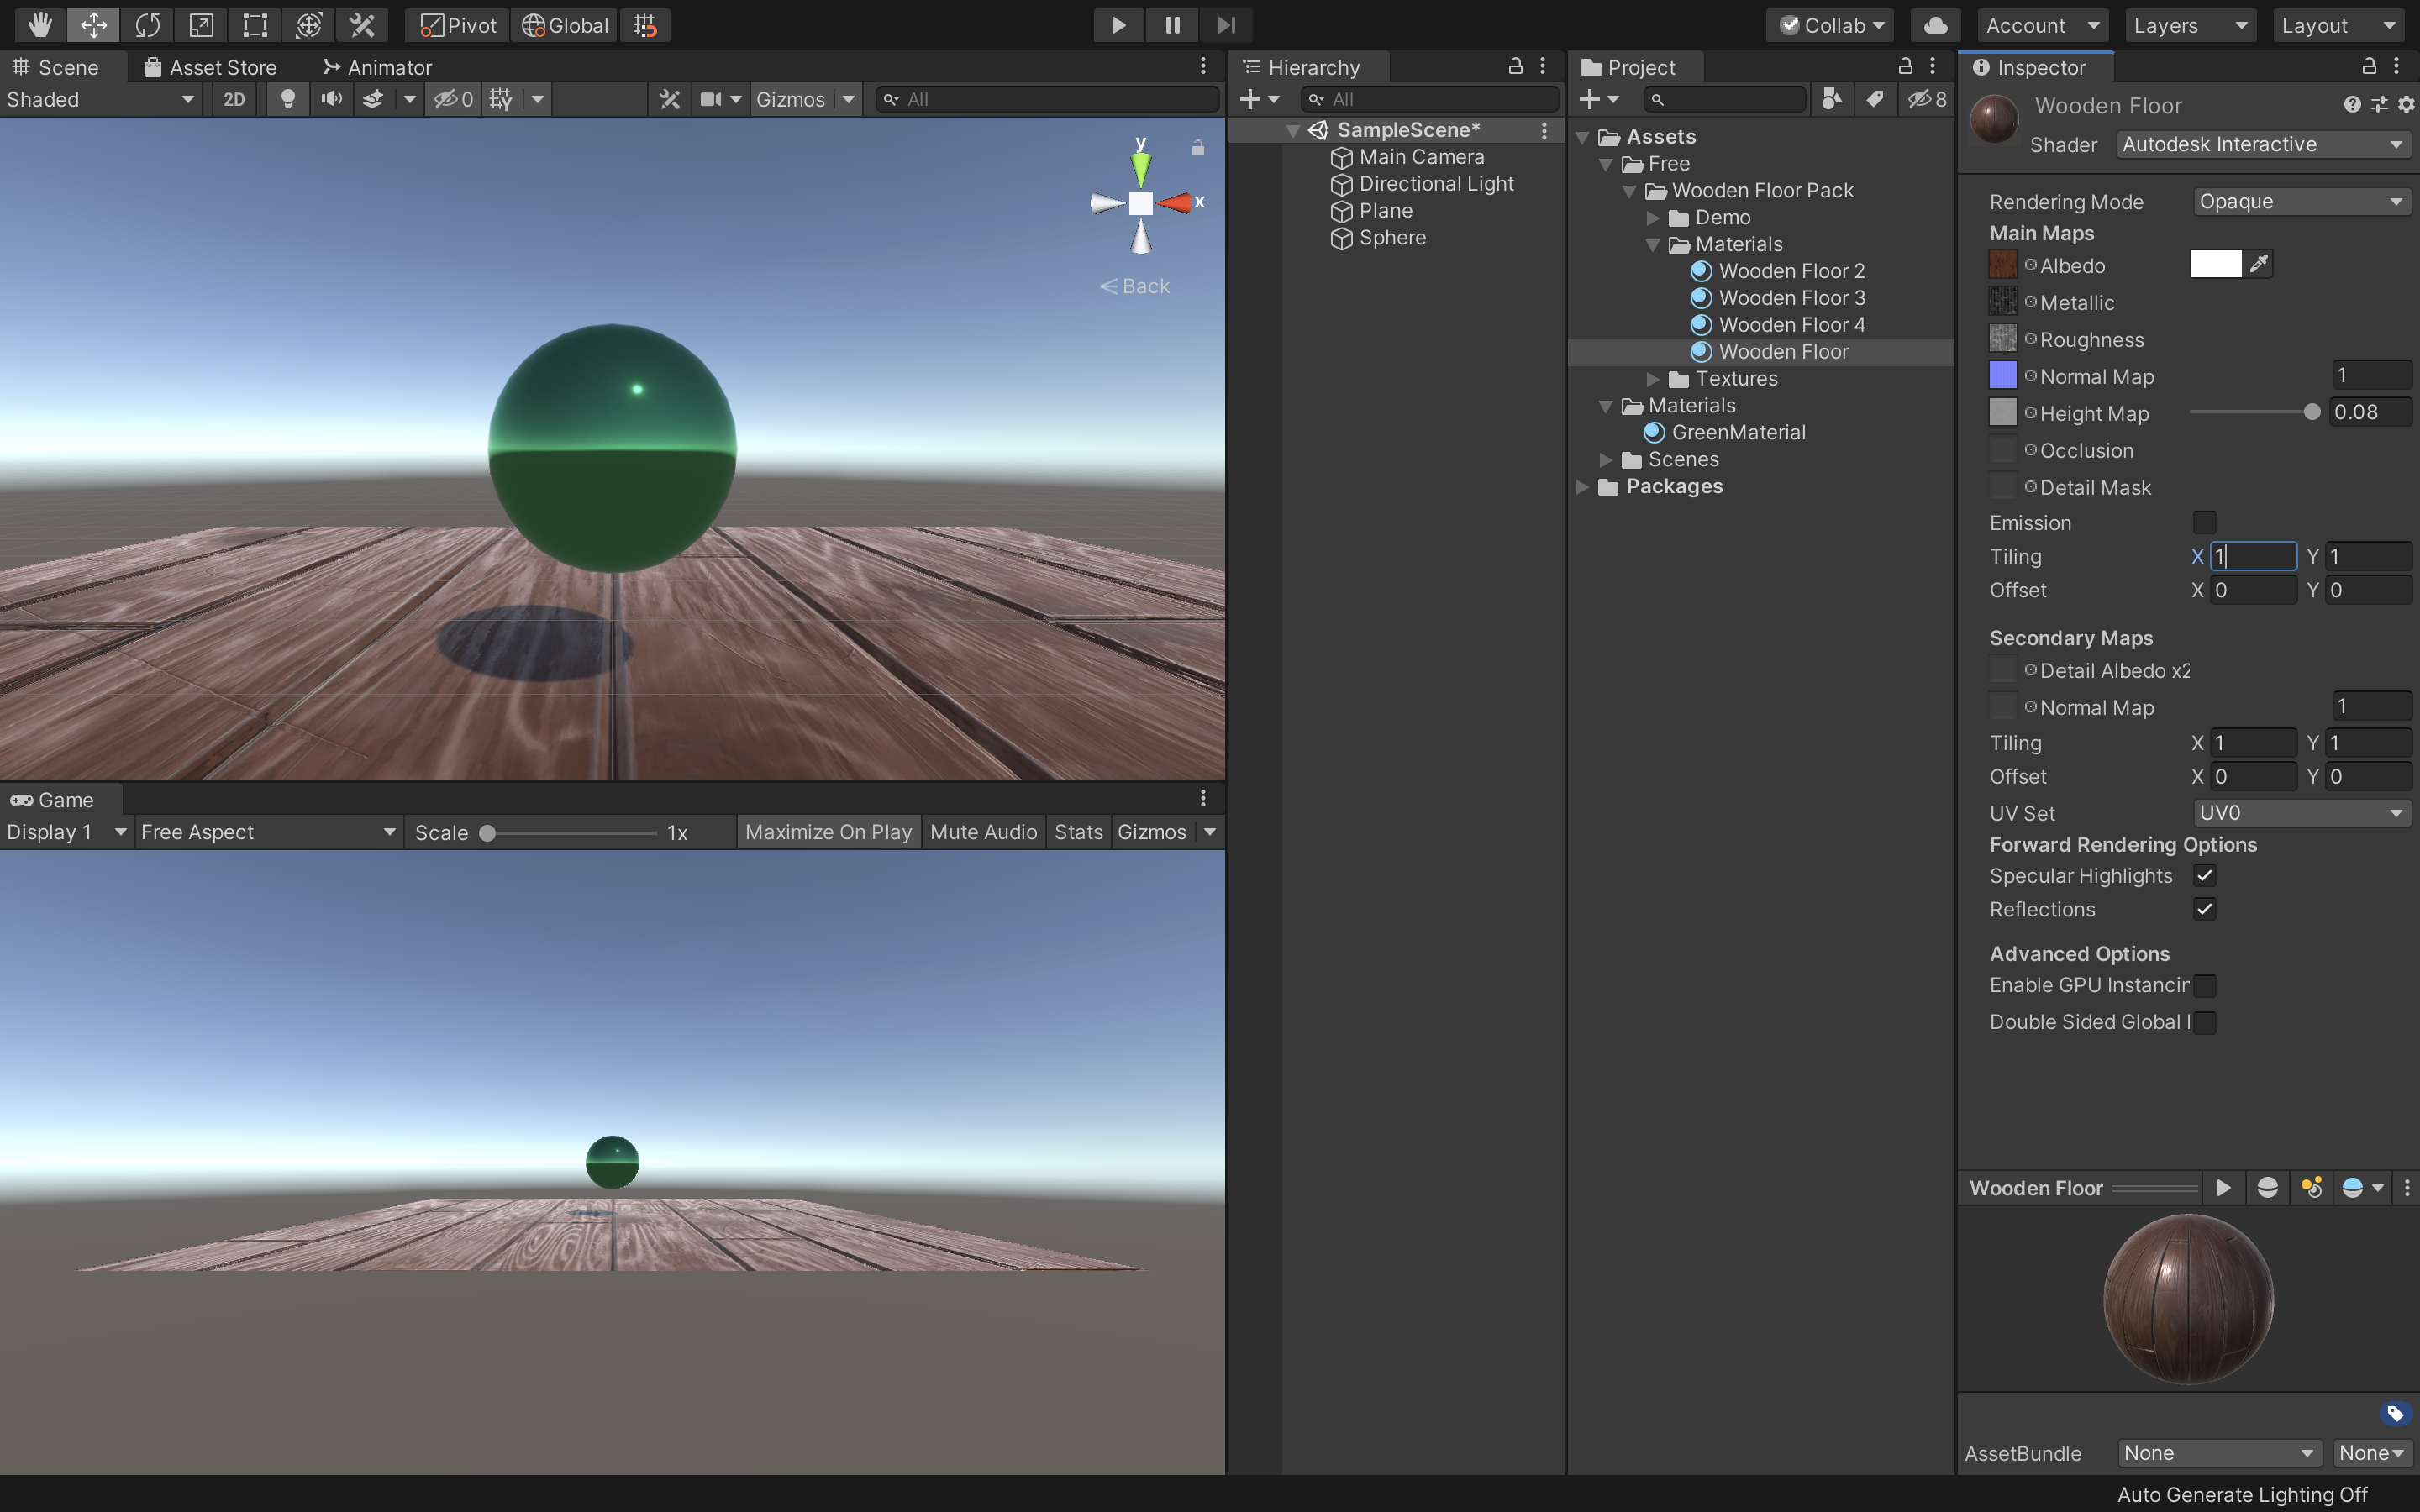 Pivot Global Collab Account Layers Layout
Scene Asset Store Animator
Shaded 2D 0 Gizmos All
y
x
Back
Game
Display 1 Free Aspect Scale 1x Maximize On Play Mute Audio Stats Gizmos
Hierarchy
All
SampleScene*
Main Camera
Directional Light
Plane
Sphere
Project
8
Assets
Free
Wooden Floor Pack
Demo
Materials
Wooden Floor 2
Wooden Floor 3
Wooden Floor 4
Wooden Floor
Textures
Materials
GreenMaterial
Scenes
Packages
Inspector
Wooden Floor
Shader Autodesk Interactive
Rendering Mode Opaque
Main Maps
Albedo
Metallic
Roughness
Normal Map 1
Height Map 0.08
Occlusion
Detail Mask
Emission
Tiling X 1 Y 1
Offset X 0 Y 0
Secondary Maps
Detail Albedo x2
Normal Map 1
Tiling X 1 Y 1
Offset X 0 Y 0
UV Set UV0
Forward Rendering Options
Specular Highlights
Reflections
Advanced Options
Enable GPU Instancin
Double Sided Global I
Wooden Floor
AssetBundle None None
Auto Generate Lighting Off